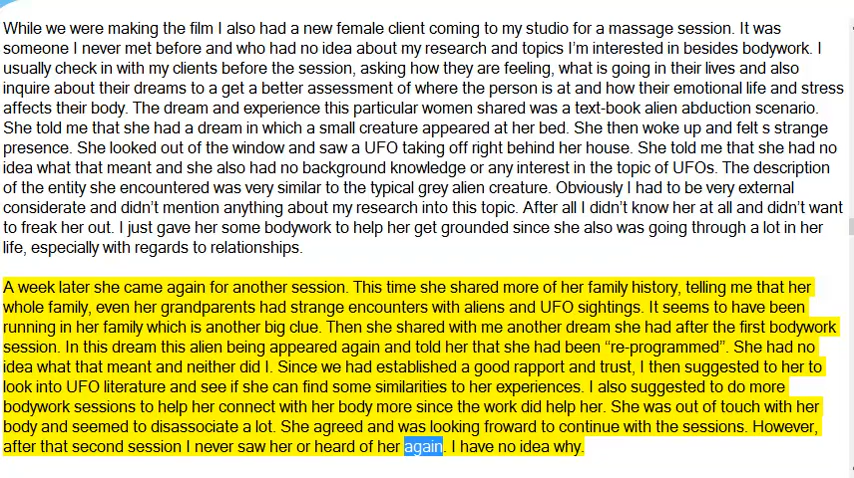 While we were making the film I also had a new female client coming to my studio for a massage session. It was
someone I never met before and who had no idea about my research and topics I'm interested in besides bodywork. I
usually check in with my clients before the session, asking how they are feeling, what is going in their lives and also
inquire about their dreams to a get a better assessment of where the person is at and how their emotional life and stress
affects their body. The dream and experience this particular women shared was a text-book alien abduction scenario.
She told me that she had a dream in which a small creature appeared at her bed. She then woke up and felt s strange
presence. She looked out of the window and saw a UFO taking off right behind her house. She told me that she had no
idea what that meant and she also had no background knowledge or any interest in the topic of UFOs. The description
of the entity she encountered was very similar to the typical grey alien creature. Obviously I had to be very external
considerate and didn't mention anything about my research into this topic. After all I didn't know her at all and didn't want
to freak her out. I just gave her some bodywork to help her get grounded since she also was going through a lot in her
life, especially with regards to relationships.
A week later she came again for another session. This time she shared more of her family history, telling me that her
whole family, even her grandparents had strange encounters with aliens and UFO sightings. It seems to have been
running in her family which is another big clue. Then she shared with me another dream she had after the first bodywork
session. In this dream this alien being appeared again and told her that she had been “re-programmed”. She had no
idea what that meant and neither did I. Since we had established a good rapport and trust, I then suggested to her to
look into UFO literature and see if she can find some similarities to her experiences. I also suggested to do more
bodywork sessions to help her connect with her body more since the work did help her. She was out of touch with her
body and seemed to disassociate a lot. She agreed and was looking froward to continue with the sessions. However,
after that second session I never saw her or heard of her again. I have no idea why.